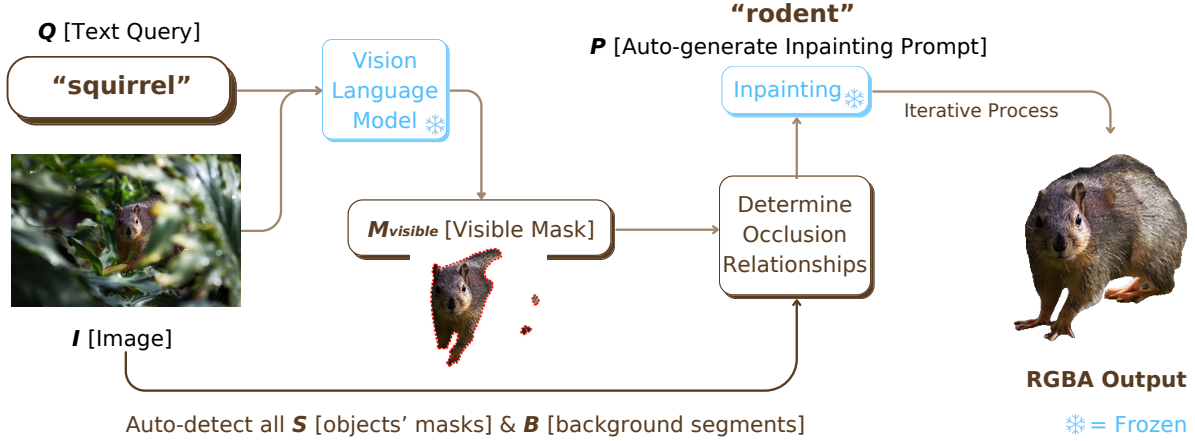 Q [Text Query]
“squirrel”
Vision
Language
Model
“rodent”
P [Auto-generate Inpainting Prompt]
Inpainting
Iterative Process
Mvisible [Visible Mask]
Determine
Occlusion
Relationships
I [Image]
RGBA Output
Auto-detect all S [objects’ masks] & B [background segments]
= Frozen